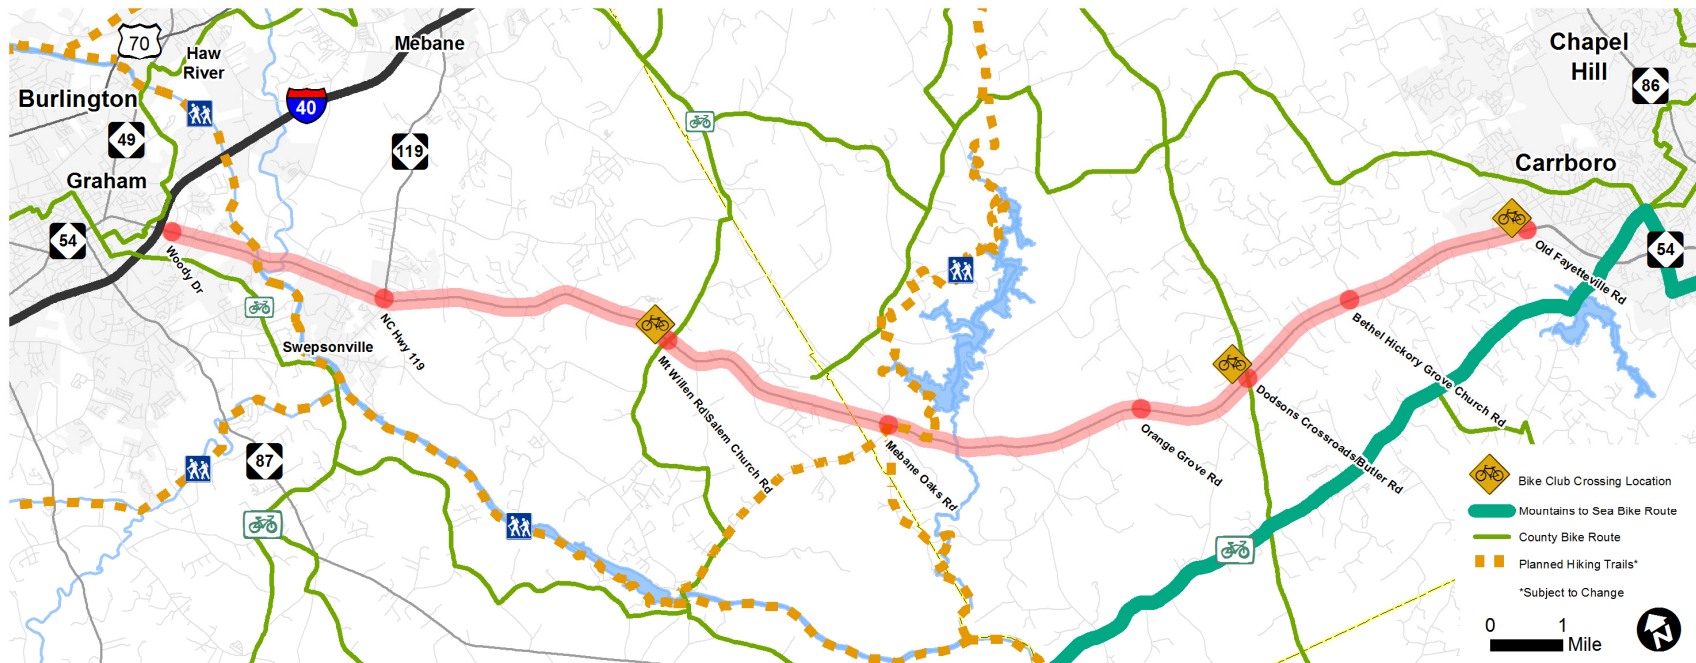 70
Haw
River
Mebane
Chapel
Hill
86
Burlington
40
49
119
Graham
Carrboro
54
54
Woody Dr
Old Fayetteville Rd
NC Hwy 119
Swepsonville
Bethel Hickory Grove Church Rd
Mt Willen Rd\Salem Church Rd
Dodsons Crossroads/Butler Rd
Orange Grove Rd
Mebane Oaks Rd
87
Bike Club Crossing Location
Mountains to Sea Bike Route
County Bike Route
Planned Hiking Trails*
*Subject to Change
0 1
Mile
N